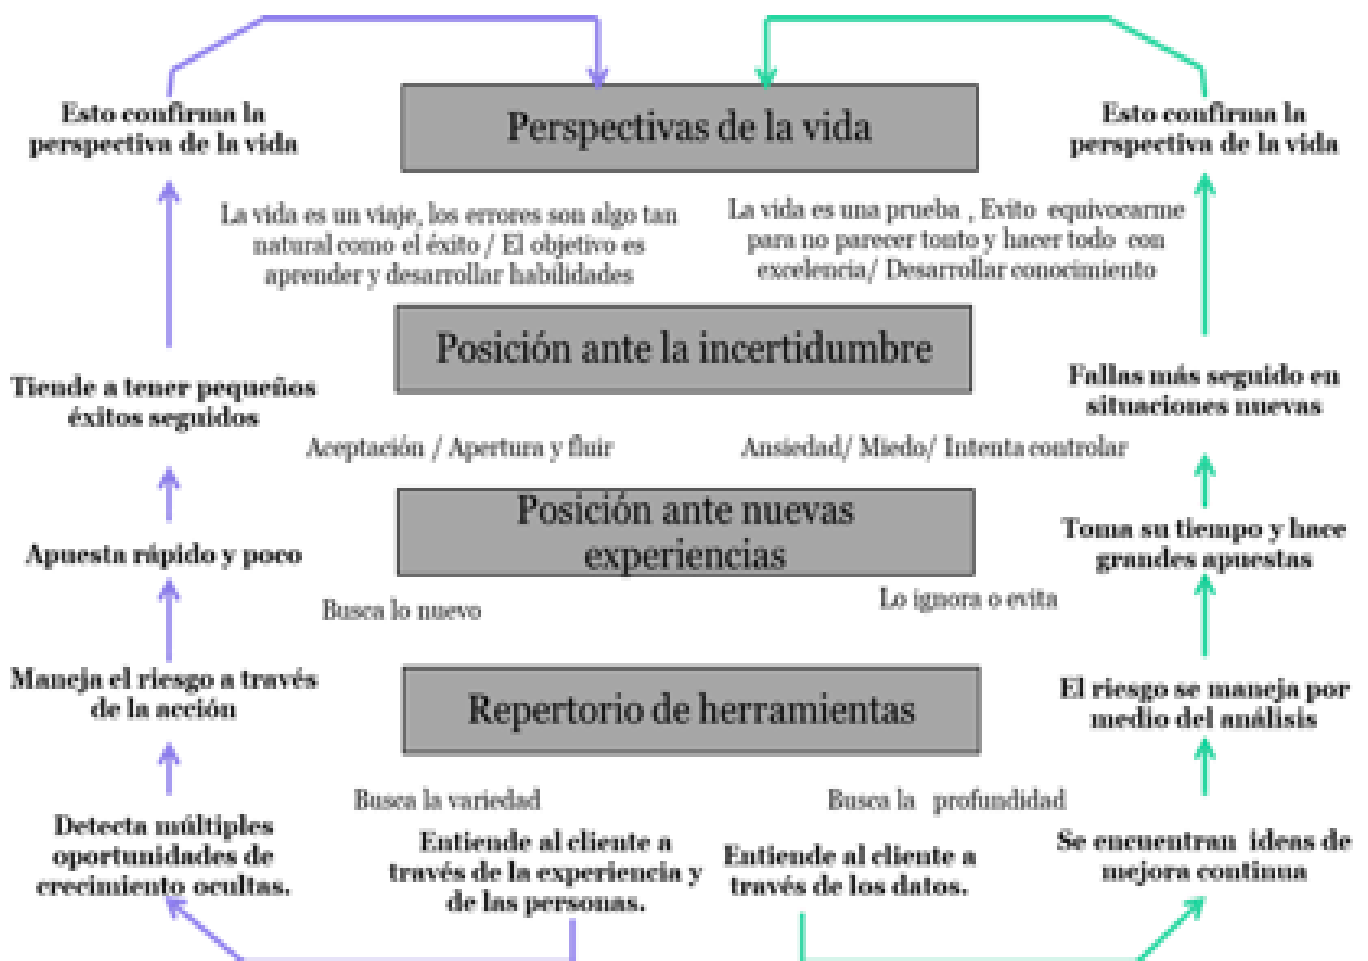 Esto confirma la
perspectiva de la vida
Perspectivas de la vida
Esto confirma la
perspectiva de la vida
La vida es un viaje, los errores son algo tan
natural como el éxito / El objetivo es
aprender y desarrollar habilidades
La vida es una prueba , Evito equivocarme
para no parecer tonto y hacer todo con
excelencia/ Desarrollar conocimiento
Posición ante la incertidumbre
Tiende a tener pequeños
éxitos seguidos
Fallas más seguido en
situaciones nuevas
Aceptación / Apertura y fluir
Ansiedad/ Miedo/ Intenta controlar
Posición ante nuevas
experiencias
Apuesta rápido y poco
Toma su tiempo y hace
grandes apuestas
Busca lo nuevo
Lo ignora o evita
Maneja el riesgo a través
de la acción
Repertorio de herramientas
El riesgo se maneja por
medio del análisis
Busca la variedad
Busca la profundidad
Detecta múltiples
oportunidades de
crecimiento ocultas.
Entiende al cliente a
través de la experiencia y
de las personas.
Entiende al cliente a
través de los datos.
Se encuentran ideas de
mejora continua